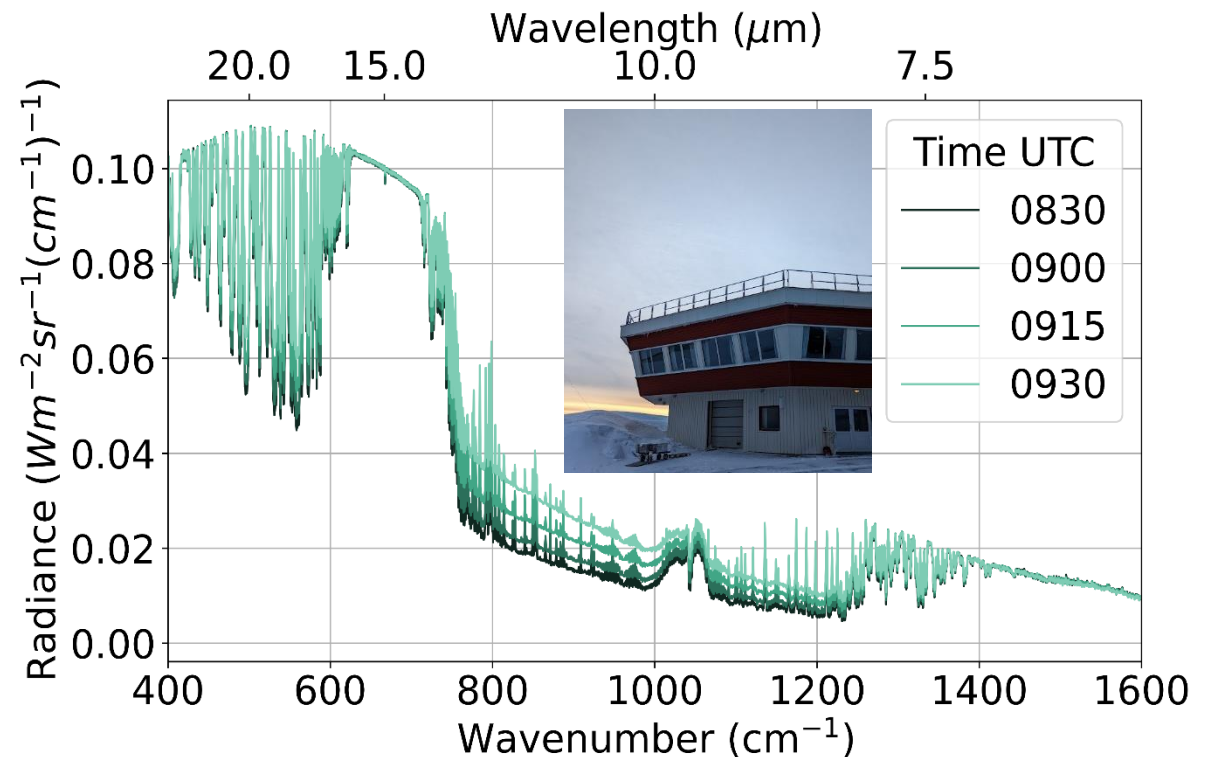 Wavelength (μm)
20.0 15.0 10.0 7.5
Radiance (Wm⁻²sr⁻¹(cm⁻¹)⁻¹)
0.10
0.08
0.06
0.04
0.02
0.00
Time UTC
0830
0900
0915
0930
400 600 800 1000 1200 1400 1600
Wavenumber (cm⁻¹)